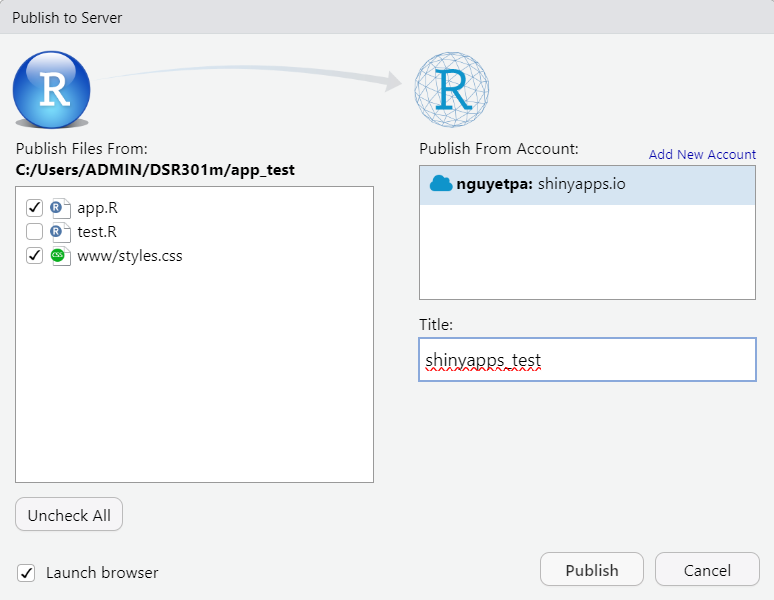 Publish to Server
R
R
Publish Files From:
C:/Users/ADMIN/DSR301m/app_test
R app.R
R test.R
CSS www/styles.css
Uncheck All
Launch browser
Publish From Account:
Add New Account
nguyetpa: shinyapps.io
Title:
shinyapps_test
Publish
Cancel